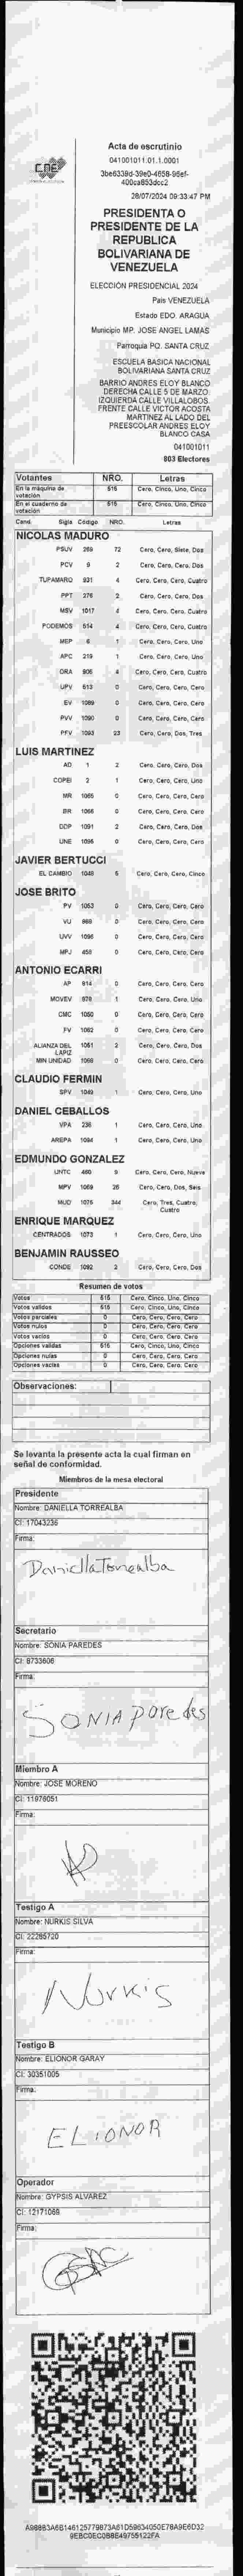 Acta de escrutinio
041001011.01.1.0001
3be6339d-39e0-4658-96ef-
400ca853dcc2
28/07/2024 09:33:47 PM
PRESIDENTA O
PRESIDENTE DE LA
REPUBLICA
BOLIVARIANA DE
VENEZUELA
ELECCIÓN PRESIDENCIAL 2024
País VENEZUELA
Estado EDO. ARAGUA
Municipio MP. JOSE ANGEL LAMAS
Parroquia PQ. SANTA CRUZ
ESCUELA BASICA NACIONAL
BOLIVARIANA SANTA CRUZ
BARRIO ANDRES ELOY BLANCO
DERECHA CALLE 5 DE MARZO.
IZQUIERDA CALLE VILLALOBOS.
FRENTE CALLE VICTOR ACOSTA
MARTINEZ AL LADO DEL
PREESCOLAR ANDRES ELOY
BLANCO CASA
041001011
803 Electores
Votantes NRO. Letras
En la máquina de votación 515 Cero, Cinco, Uno, Cinco
En el cuaderno de votación 515 Cero, Cinco, Uno, Cinco
Cand. Sigla Código NRO. Letras
NICOLAS MADURO
PSUV 269 72 Cero, Cero, Siete, Dos
PCV 9 2 Cero, Cero, Cero, Dos
TUPAMARO 931 4 Cero, Cero, Cero, Cuatro
PPT 276 2 Cero, Cero, Cero, Dos
MSV 1017 4 Cero, Cero, Cero, Cuatro
PODEMOS 514 4 Cero, Cero, Cero, Cuatro
MEP 6 1 Cero, Cero, Cero, Uno
APC 219 1 Cero, Cero, Cero, Uno
ORA 906 4 Cero, Cero, Cero, Cuatro
UPV 613 0 Cero, Cero, Cero, Cero
EV 1089 0 Cero, Cero, Cero, Cero
PVV 1090 0 Cero, Cero, Cero, Cero
PFV 1093 23 Cero, Cero, Dos, Tres
LUIS MARTINEZ
AD 1 2 Cero, Cero, Cero, Dos
COPEI 2 1 Cero, Cero, Cero, Uno
MR 1065 0 Cero, Cero, Cero, Cero
BR 1066 0 Cero, Cero, Cero, Cero
DDP 1091 2 Cero, Cero, Cero, Dos
UNE 1095 0 Cero, Cero, Cero, Cero
JAVIER BERTUCCI
EL CAMBIO 1048 5 Cero, Cero, Cero, Cinco
JOSE BRITO
PV 1053 0 Cero, Cero, Cero, Cero
VU 969 0 Cero, Cero, Cero, Cero
UVV 1096 0 Cero, Cero, Cero, Cero
MPJ 458 0 Cero, Cero, Cero, Cero
ANTONIO ECARRI
AP 914 0 Cero, Cero, Cero, Cero
MOVEV 978 1 Cero, Cero, Cero, Uno
CMC 1050 0 Cero, Cero, Cero, Cero
FV 1062 0 Cero, Cero, Cero, Cero
ALIANZA DEL LAPIZ 1051 2 Cero, Cero, Cero, Dos
MIN UNIDAD 1068 0 Cero, Cero, Cero, Cero
CLAUDIO FERMIN
SPV 1049 1 Cero, Cero, Cero, Uno
DANIEL CEBALLOS
VPA 236 1 Cero, Cero, Cero, Uno
AREPA 1094 1 Cero, Cero, Cero, Uno
EDMUNDO GONZALEZ
UNTC 460 9 Cero, Cero, Cero, Nueve
MPV 1069 26 Cero, Cero, Dos, Seis
MUD 1075 344 Cero, Tres, Cuatro, Cuatro
ENRIQUE MARQUEZ
CENTRADOS 1073 1 Cero, Cero, Cero, Uno
BENJAMIN RAUSSEO
CONDE 1092 2 Cero, Cero, Cero, Dos
Resumen de votos
Votos 515 Cero, Cinco, Uno, Cinco
Votos validos 515 Cero, Cinco, Uno, Cinco
Votos parciales 0 Cero, Cero, Cero, Cero
Votos nulos 0 Cero, Cero, Cero, Cero
Votos vacios 0 Cero, Cero, Cero, Cero
Opciones validas 515 Cero, Cinco, Uno, Cinco
Opciones nulas 0 Cero, Cero, Cero, Cero
Opciones vacias 0 Cero, Cero, Cero, Cero
Observaciones:
Se levanta la presente acta la cual firman en
señal de conformidad.
Miembros de la mesa electoral
Presidente
Nombre: DANIELLA TORREALBA
CI: 17043236
Firma:
Daniella Torrealba
Secretario
Nombre: SONIA PAREDES
CI: 8733606
Firma:
SONIA paredes
Miembro A
Nombre: JOSE MORENO
CI: 11976051
Firma:
Testigo A
Nombre: NURKIS SILVA
CI: 22285720
Firma:
Nurkis
Testigo B
Nombre: ELIONOR GARAY
CI: 30351005
Firma:
ELIONOR
Operador
Nombre: GYPSIS ALVAREZ
CI: 12171069
Firma:
A98863A6B146125779873A61D59634050E78A9E6D32
9EBC0EC0B8E49755122FA